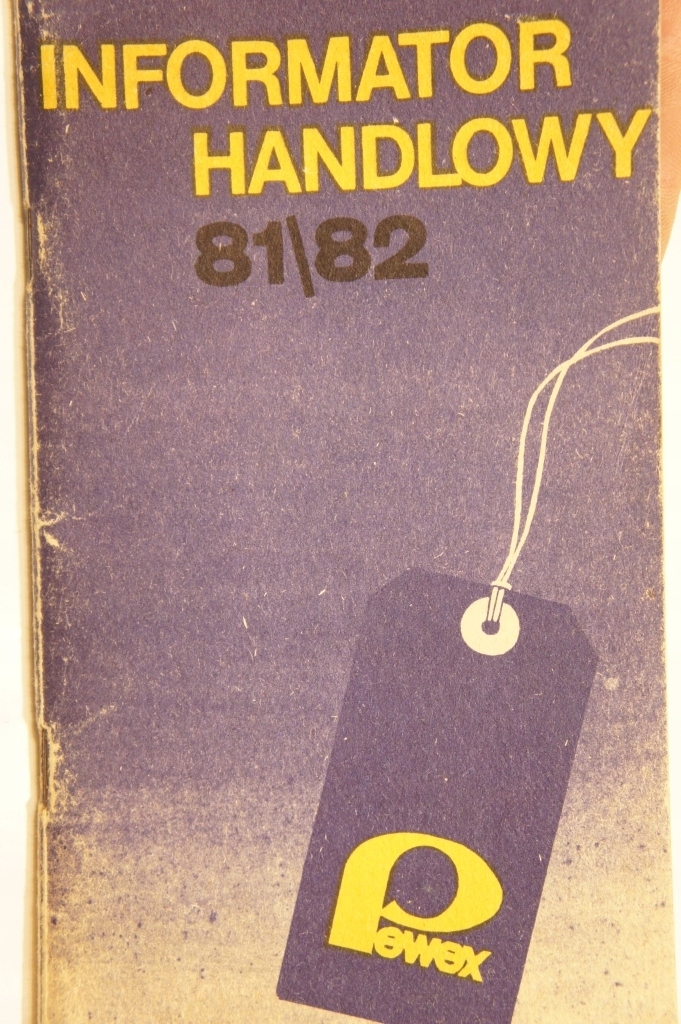 INFORMATOR
HANDLOWY
81\82
Pewex